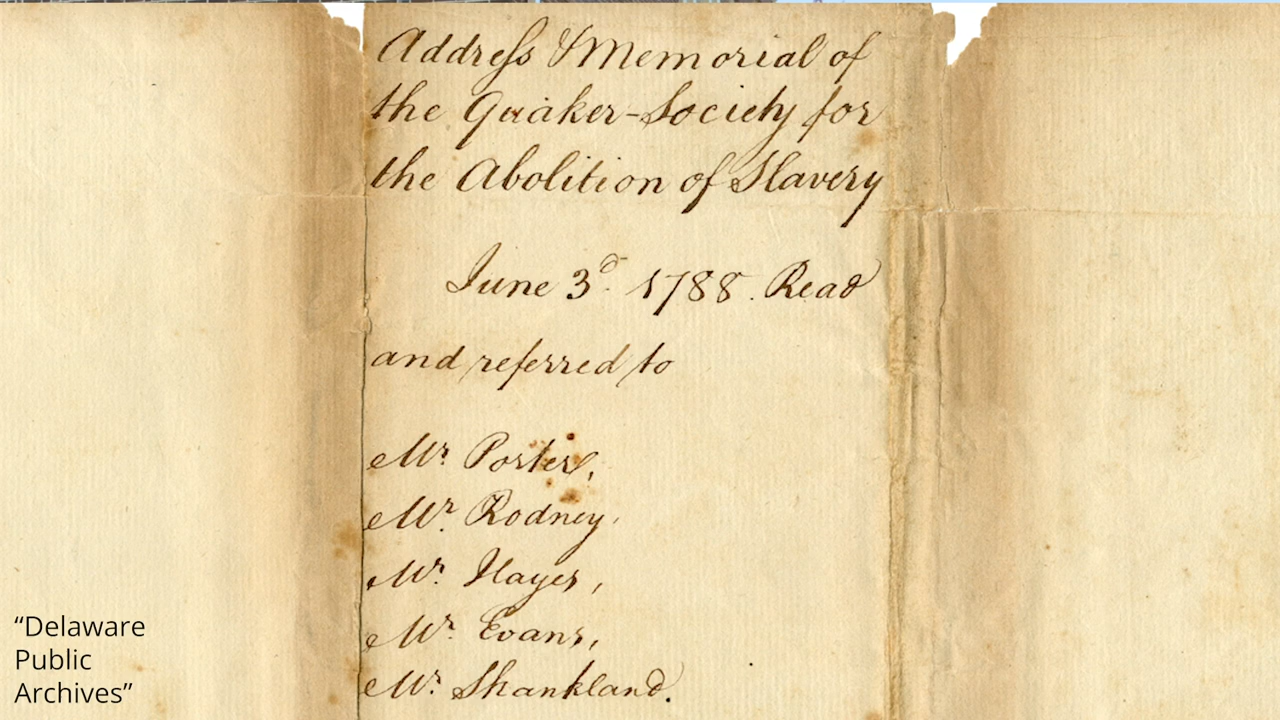 Address & Memorial of
the Quaker-Society for
the Abolition of Slavery
June 3d. 1788. Read
and referred to
Mr. Porter,
Mr. Rodney.
Mr. Hayes,
Mr. Evans,
Mr. Shankland.
“Delaware
Public
Archives”